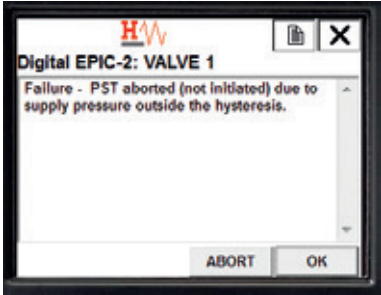 H
Digital EPIC-2: VALVE 1
Failure - PST aborted (not initiated) due to
supply pressure outside the hysteresis.
ABORT
OK